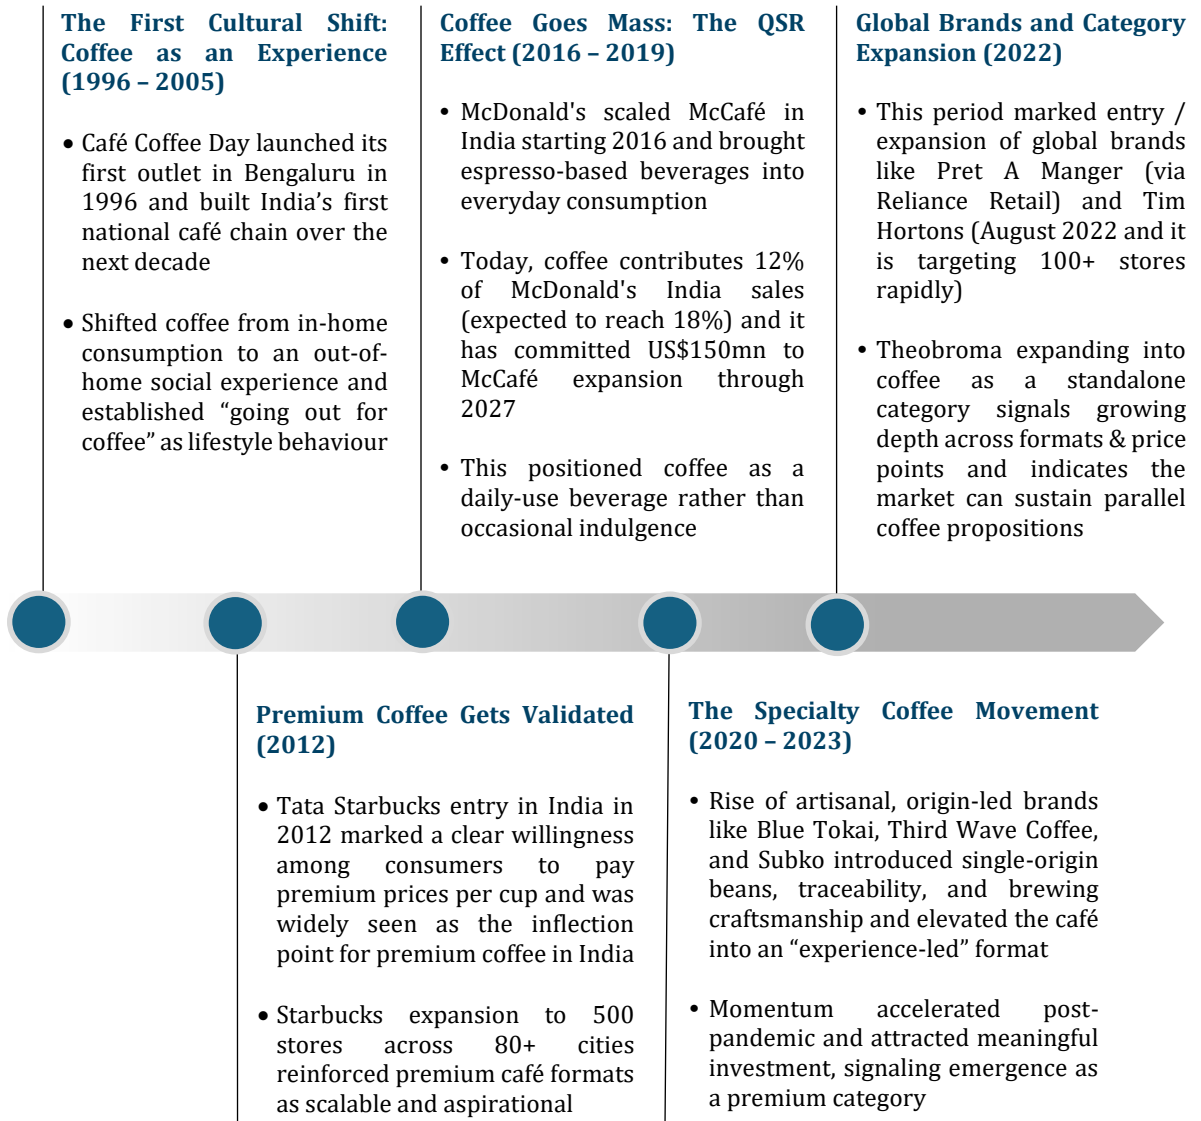 The First Cultural Shift:
Coffee as an Experience
(1996 – 2005)
• Café Coffee Day launched its
first outlet in Bengaluru in
1996 and built India’s first
national café chain over the
next decade
• Shifted coffee from in-home
consumption to an out-of-
home social experience and
established “going out for
coffee” as lifestyle behaviour
Coffee Goes Mass: The QSR
Effect (2016 – 2019)
• McDonald's scaled McCafé in
India starting 2016 and brought
espresso-based beverages into
everyday consumption
• Today, coffee contributes 12%
of McDonald's India sales
(expected to reach 18%) and it
has committed US$150mn to
McCafé expansion through
2027
• This positioned coffee as a
daily-use beverage rather than
occasional indulgence
Global Brands and Category
Expansion (2022)
• This period marked entry /
expansion of global brands
like Pret A Manger (via
Reliance Retail) and Tim
Hortons (August 2022 and it
is targeting 100+ stores
rapidly)
• Theobroma expanding into
coffee as a standalone
category signals growing
depth across formats & price
points and indicates the
market can sustain parallel
coffee propositions
Premium Coffee Gets Validated
(2012)
• Tata Starbucks entry in India in
2012 marked a clear willingness
among consumers to pay
premium prices per cup and was
widely seen as the inflection
point for premium coffee in India
• Starbucks expansion to 500
stores across 80+ cities
reinforced premium café formats
as scalable and aspirational
The Specialty Coffee Movement
(2020 – 2023)
• Rise of artisanal, origin-led brands
like Blue Tokai, Third Wave Coffee,
and Subko introduced single-origin
beans, traceability, and brewing
craftsmanship and elevated the café
into an “experience-led” format
• Momentum accelerated post-
pandemic and attracted meaningful
investment, signaling emergence as
a premium category